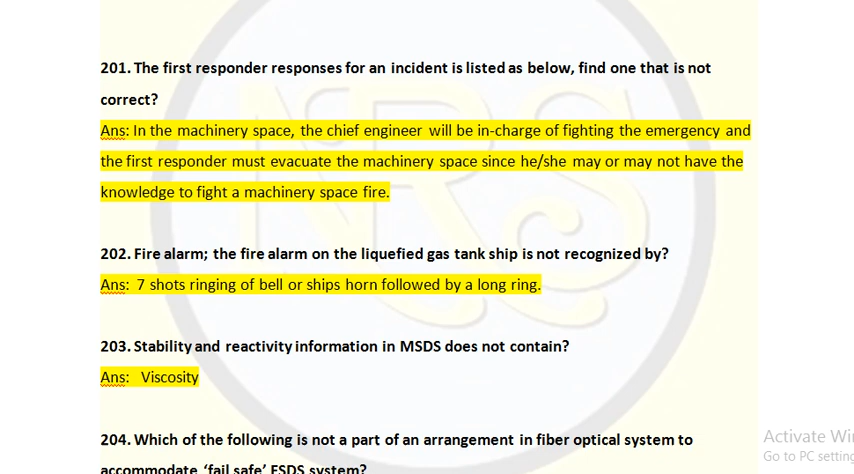 201. The first responder responses for an incident is listed as below, find one that is not
correct?
Ans: In the machinery space, the chief engineer will be in-charge of fighting the emergency and
the first responder must evacuate the machinery space since he/she may or may not have the
knowledge to fight a machinery space fire.
202. Fire alarm; the fire alarm on the liquefied gas tank ship is not recognized by?
Ans: 7 shots ringing of bell or ships horn followed by a long ring.
203. Stability and reactivity information in MSDS does not contain?
Ans: Viscosity
204. Which of the following is not a part of an arrangement in fiber optical system to
accommodate ‘fail safe’ ESDS system?
NRS
Activate Wi
Go to PC setting